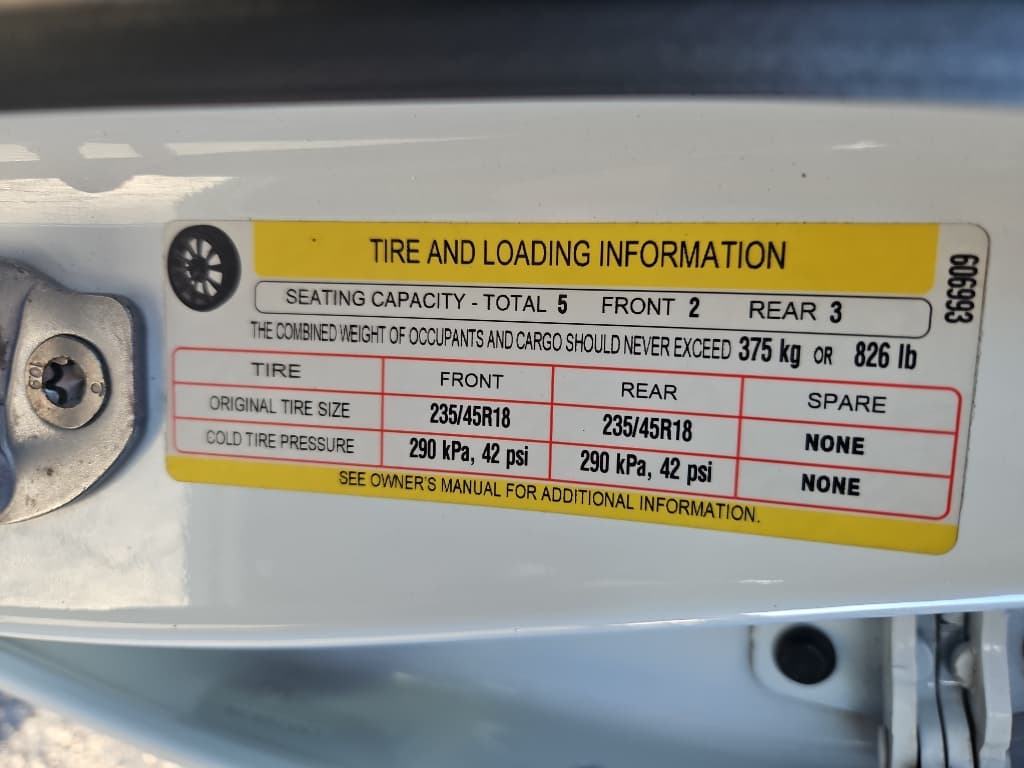 TIRE AND LOADING INFORMATION
SEATING CAPACITY - TOTAL 5 FRONT 2 REAR 3
THE COMBINED WEIGHT OF OCCUPANTS AND CARGO SHOULD NEVER EXCEED 375 kg OR 826 lb
TIRE FRONT REAR SPARE
ORIGINAL TIRE SIZE 235/45R18 235/45R18 NONE
COLD TIRE PRESSURE 290 kPa, 42 psi 290 kPa, 42 psi NONE
SEE OWNER'S MANUAL FOR ADDITIONAL INFORMATION.
606993